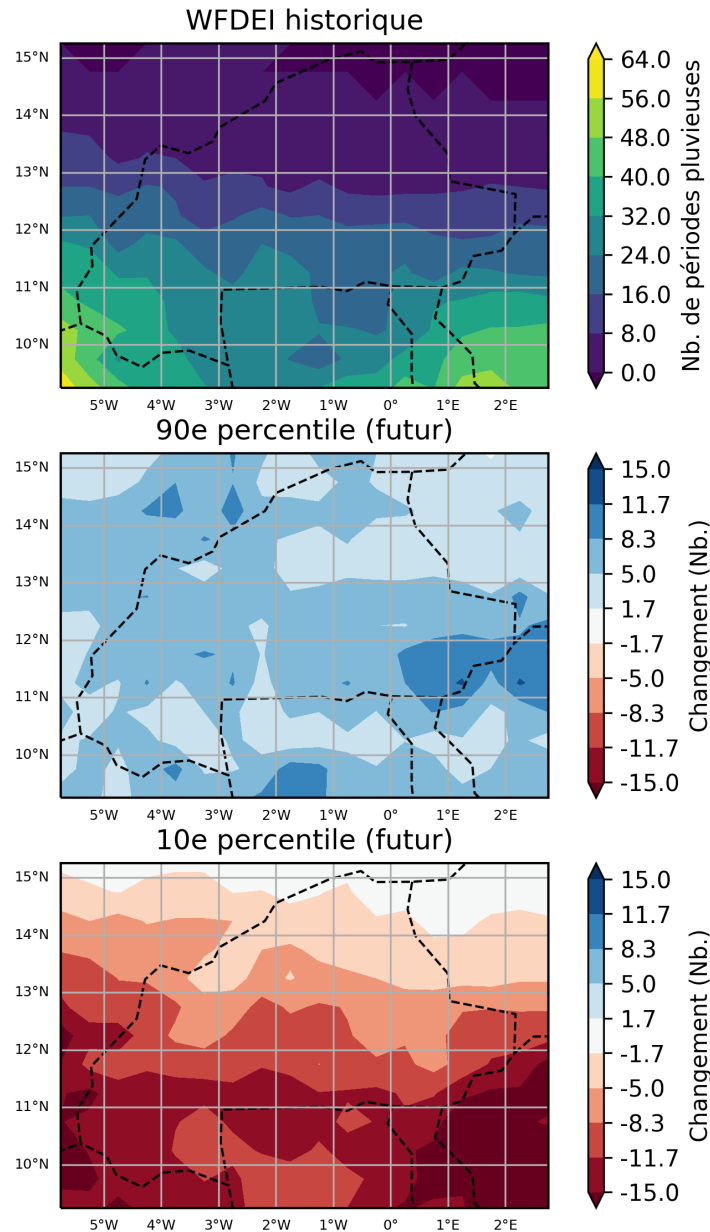 WFDEI historique
15°N
14°N
13°N
12°N
11°N
10°N
5°W 4°W 3°W 2°W 1°W 0° 1°E 2°E
64.0
56.0
48.0
40.0
32.0
24.0
16.0
8.0
0.0
Nb. de périodes pluvieuses
90e percentile (futur)
15°N
14°N
13°N
12°N
11°N
10°N
5°W 4°W 3°W 2°W 1°W 0° 1°E 2°E
15.0
11.7
8.3
5.0
1.7
-1.7
-5.0
-8.3
-11.7
-15.0
Changement (Nb.)
10e percentile (futur)
15°N
14°N
13°N
12°N
11°N
10°N
5°W 4°W 3°W 2°W 1°W 0° 1°E 2°E
15.0
11.7
8.3
5.0
1.7
-1.7
-5.0
-8.3
-11.7
-15.0
Changement (Nb.)